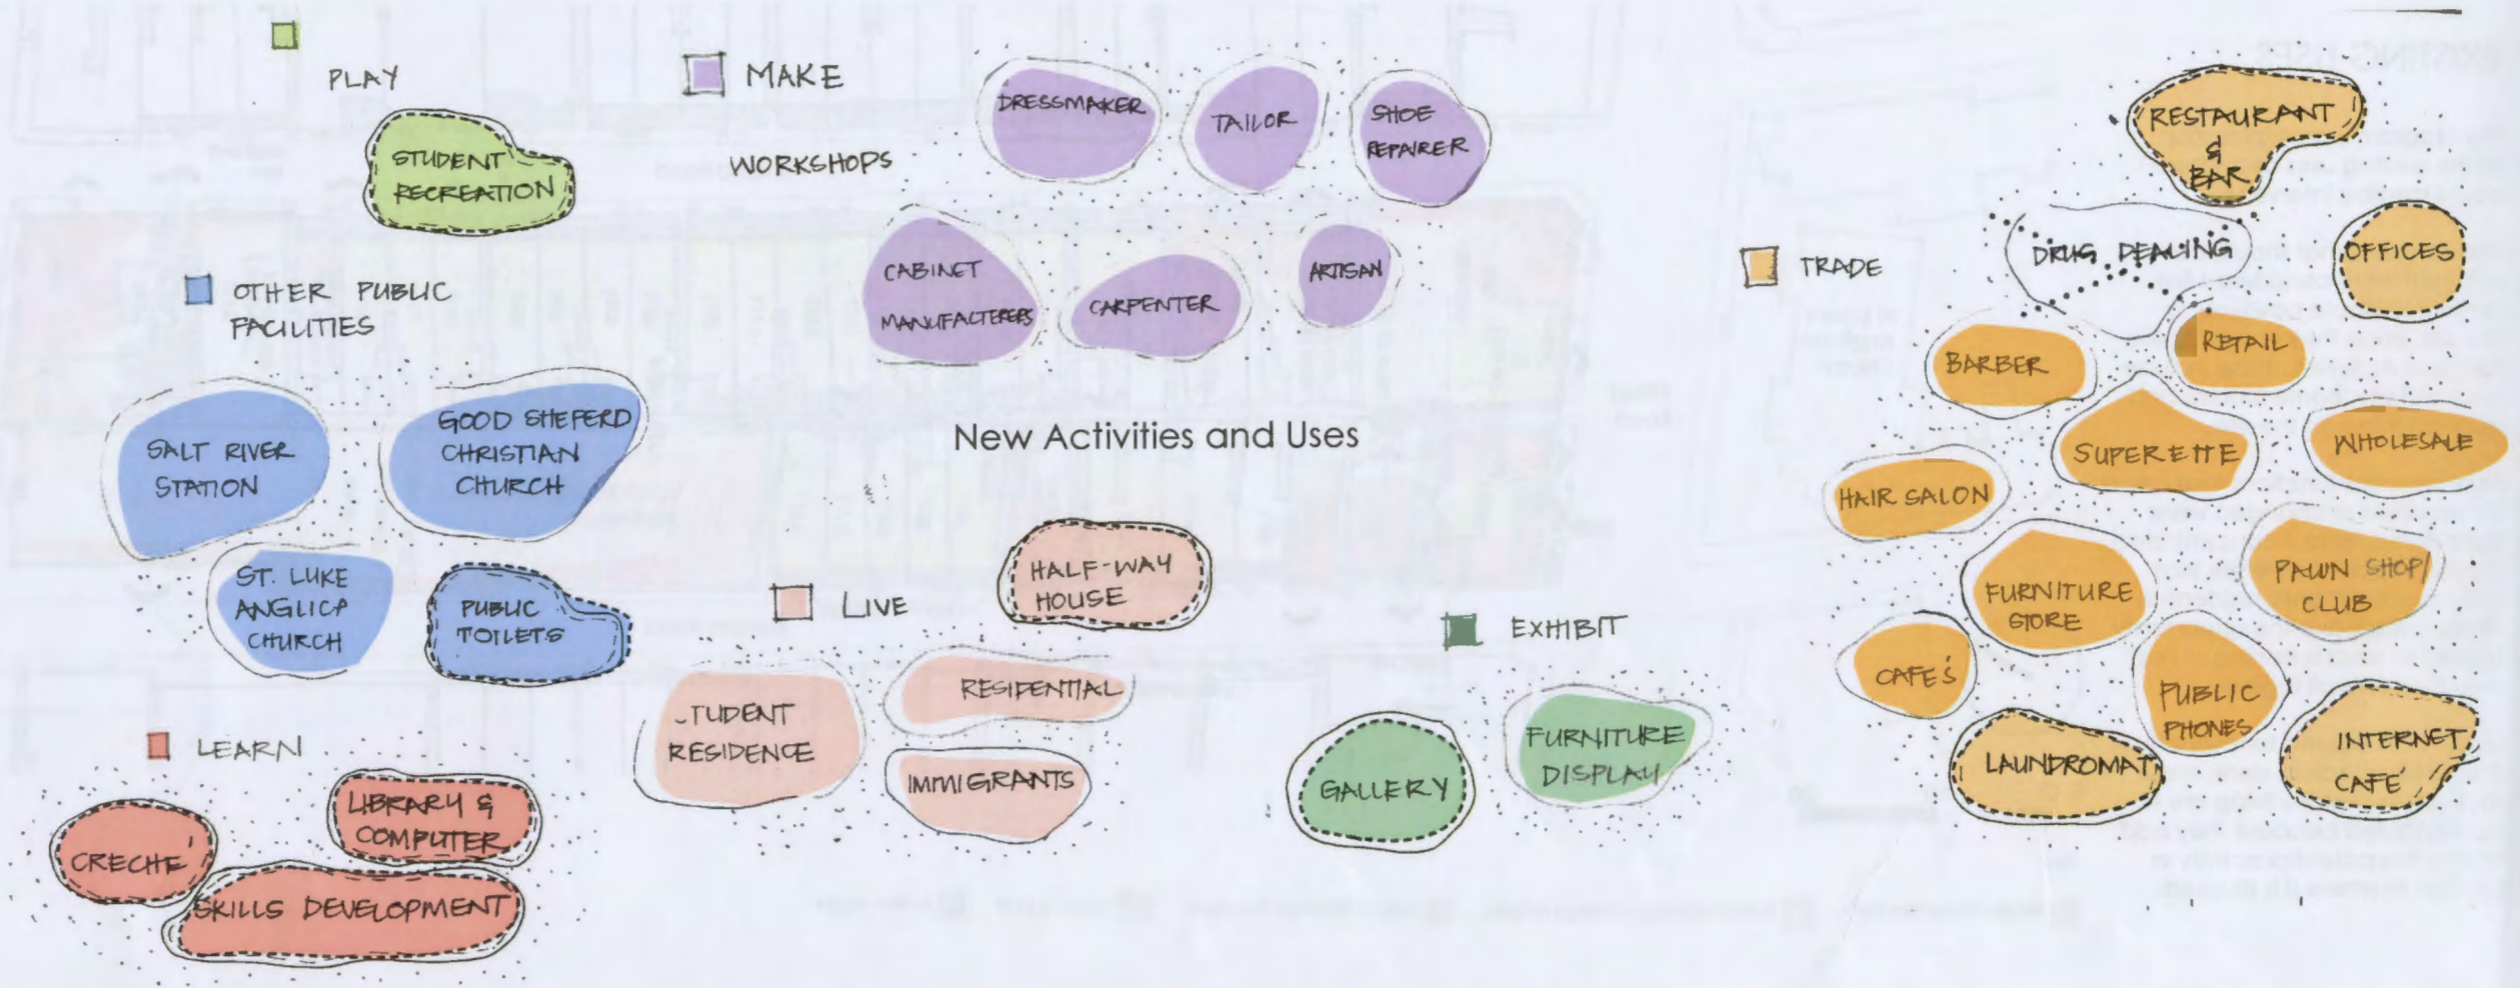 PLAY
STUDENT
RECREATION
MAKE
WORKSHOPS
DRESSMAKER
TAILOR
SHOE
REPAIRER
CABINET
MANUFACTERERS
CARPENTER
ARTISAN
OTHER PUBLIC
FACILITIES
SALT RIVER
STATION
GOOD SHEPERD
CHRISTIAN
CHURCH
ST. LUKE
ANGLICA
CHURCH
PUBLIC
TOILETS
New Activities and Uses
LIVE
HALF-WAY
HOUSE
TUDENT
RESIDENCE
RESIDENTIAL
IMMIGRANTS
EXHIBIT
GALLERY
FURNITURE
DISPLAY
LEARN
CRECHE'
LIBRARY &
COMPUTER
SKILLS DEVELOPMENT
TRADE
RESTAURANT
&
BAR
DRUG DEALING
OFFICES
BARBER
RETAIL
SUPERETTE
WHOLESALE
HAIR SALON
FURNITURE
STORE
PAWN SHOP/
CLUB
CAFE'S
PUBLIC
PHONES
LAUNDROMAT
INTERNET
CAFE'